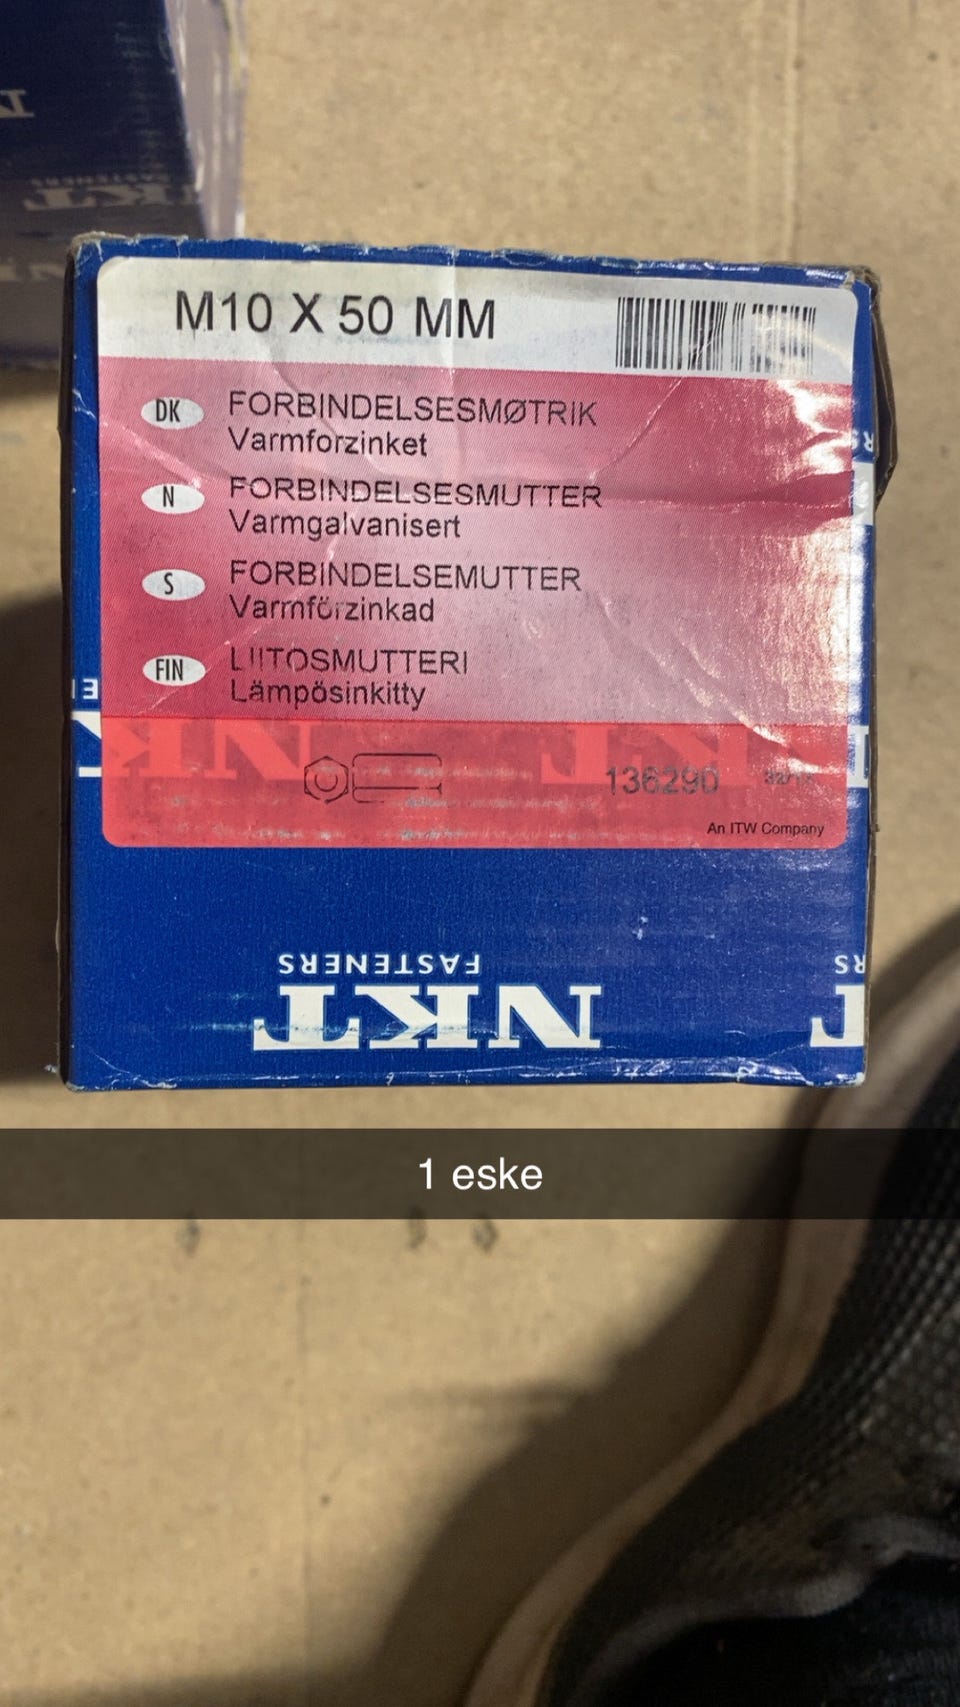 M10 X 50 MM
DK FORBINDELSESMØTRIK
Varmforzinket
N FORBINDELSESMUTTER
Varmgalvanisert
S FORBINDELSEMUTTER
Varmförzinkad
FIN LIITOSMUTTERI
Lämpösinkitty
136290
An ITW Company
FASTENERS
NKT
1 eske